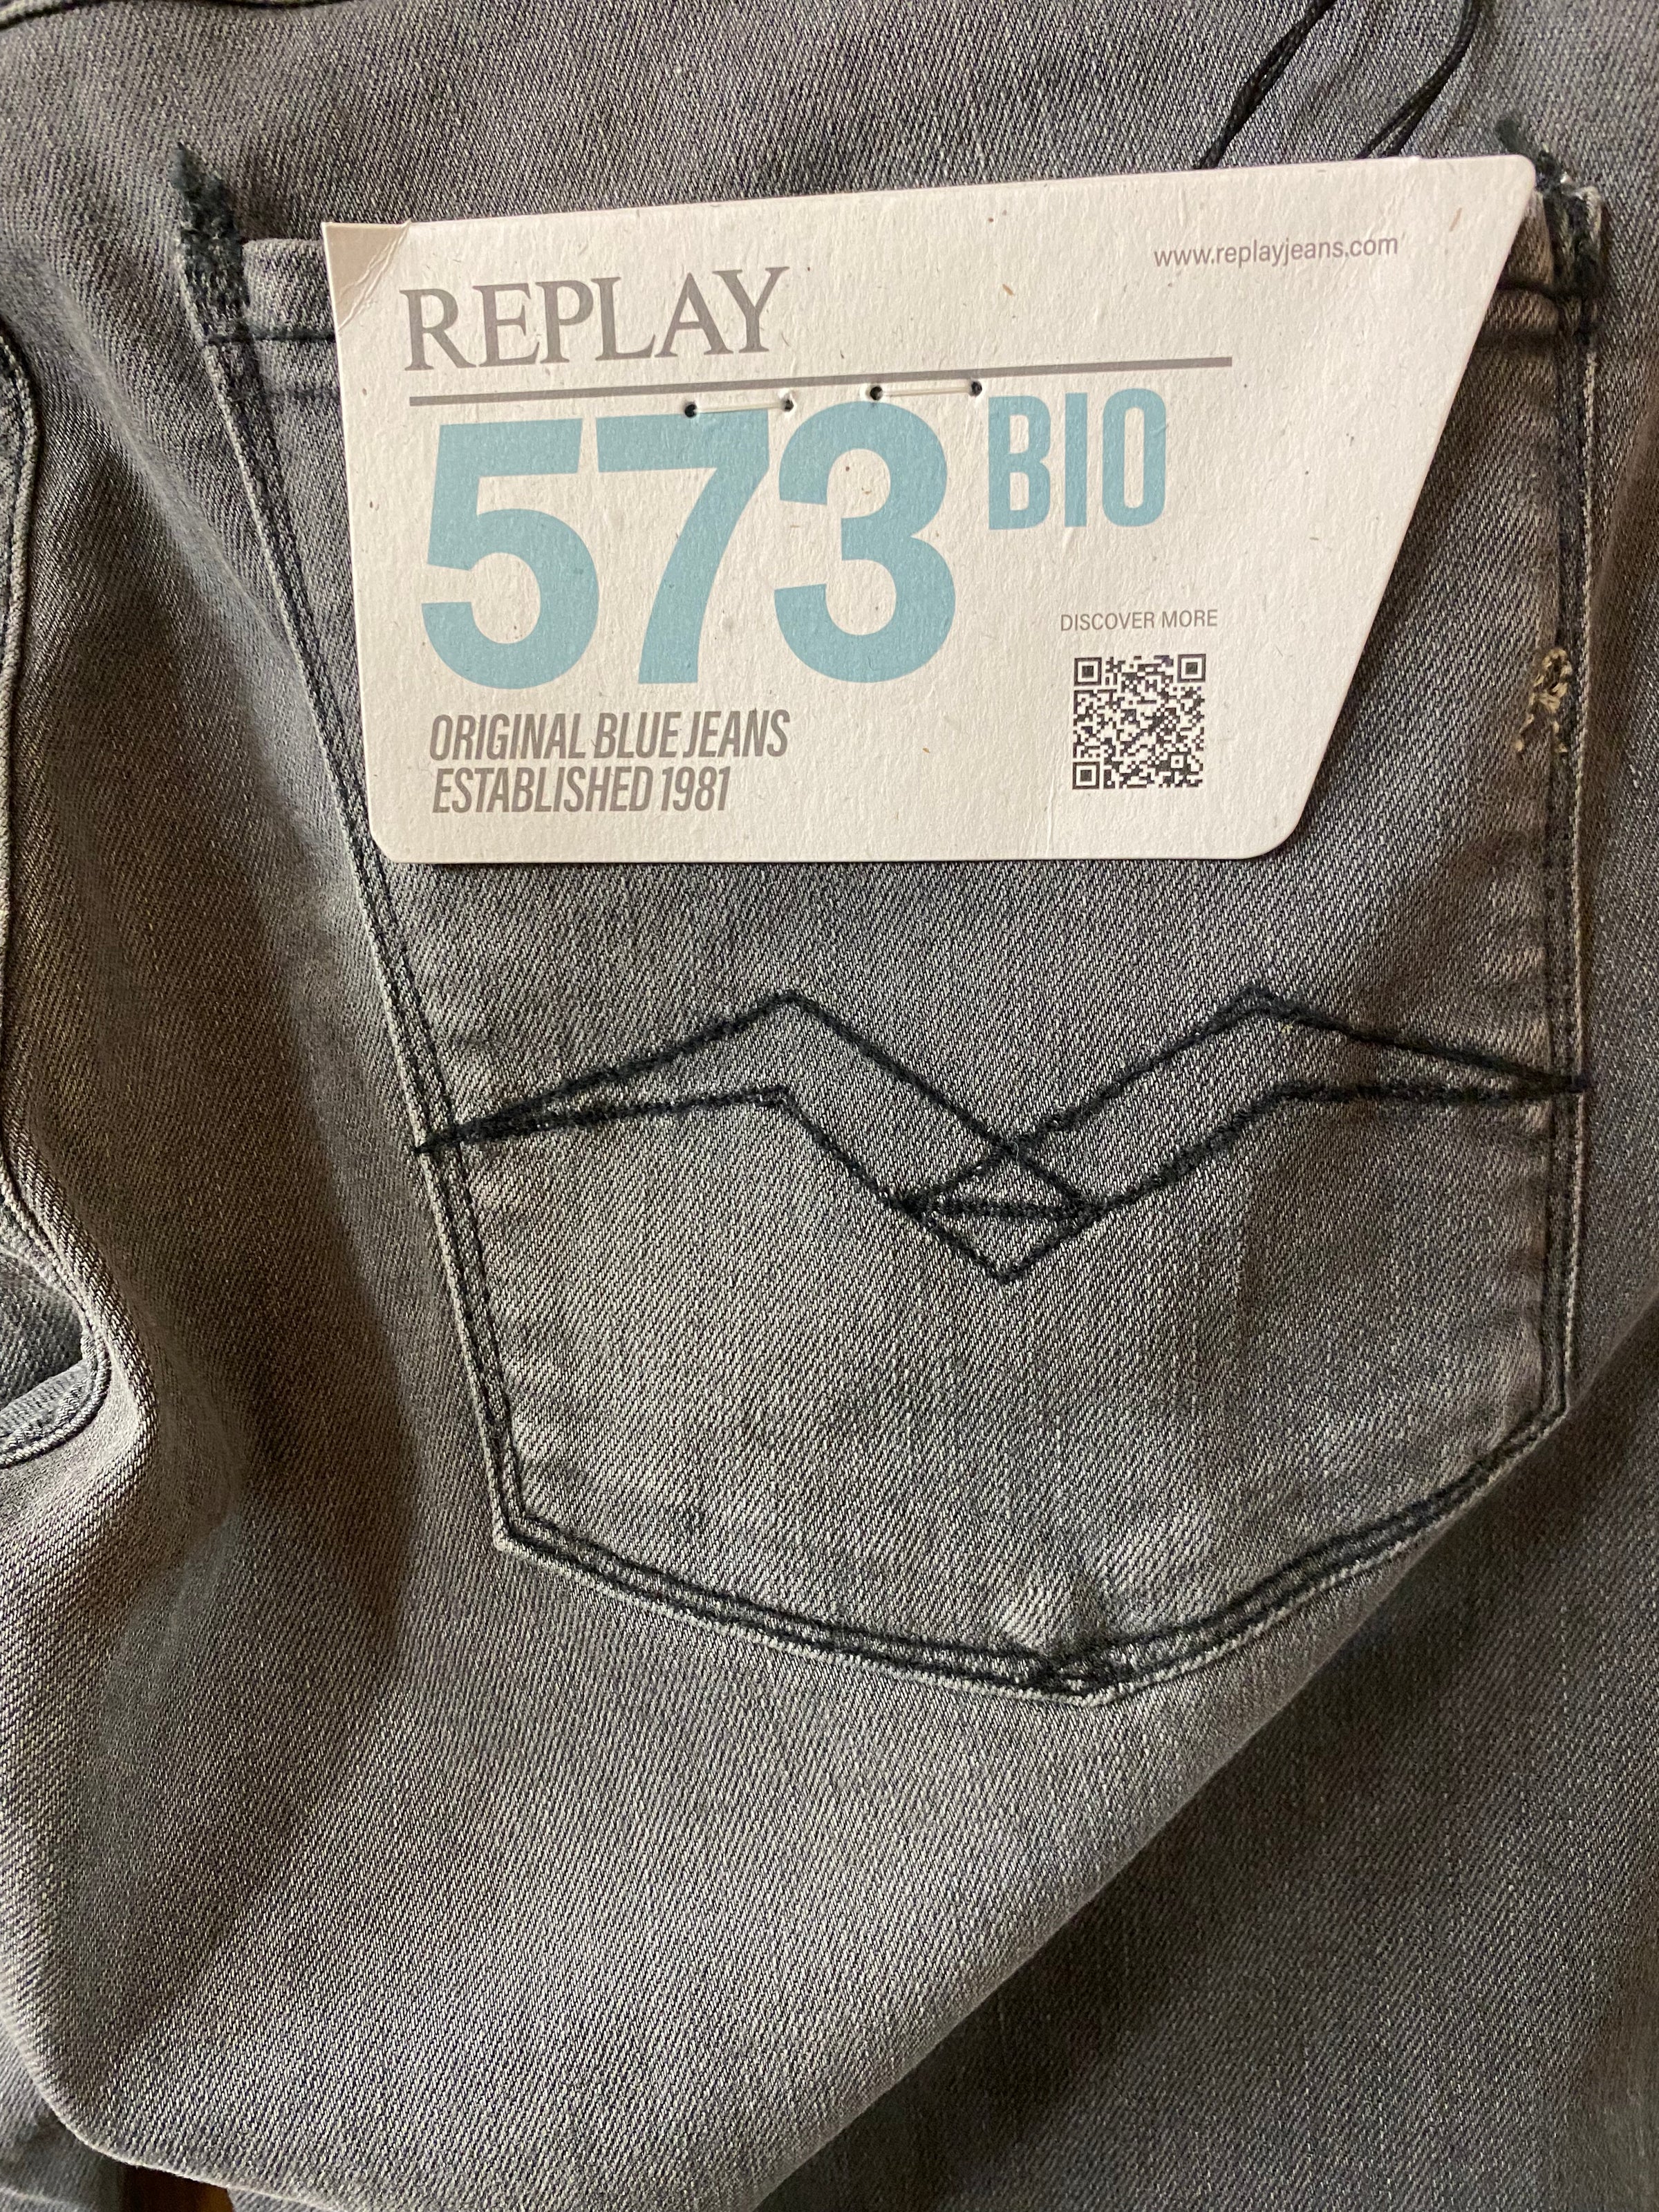 www.replayjeans.com
REPLAY
573 BIO
DISCOVER MORE
ORIGINAL BLUE JEANS
ESTABLISHED 1981